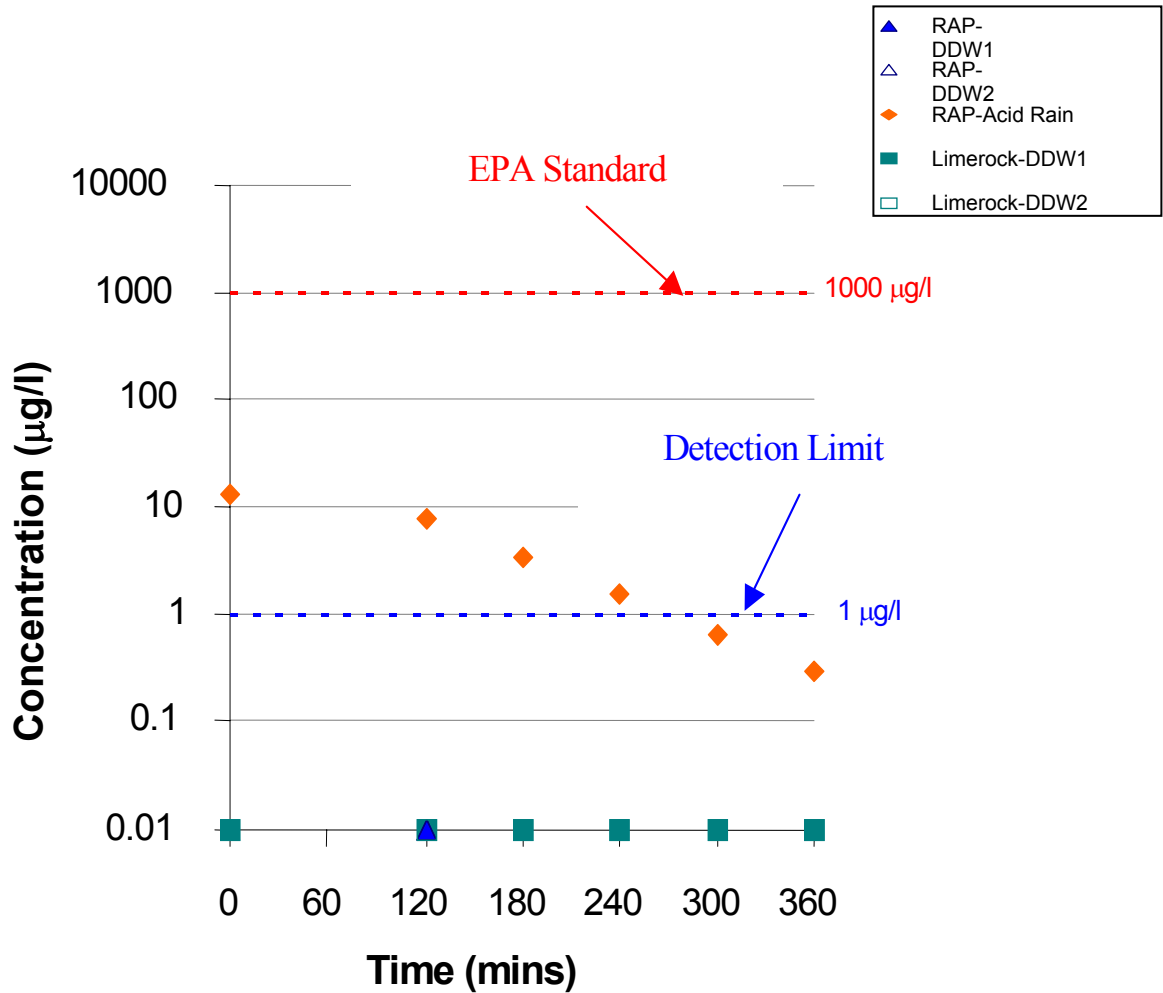 RAP-
DDW1
RAP-
DDW2
RAP-Acid Rain
Limerock-DDW1
Limerock-DDW2
EPA Standard
10000
1000
1000 μg/l
100
Detection Limit
10
1
1 μg/l
0.1
0.01
Concentration (μg/l)
0 60 120 180 240 300 360
Time (mins)